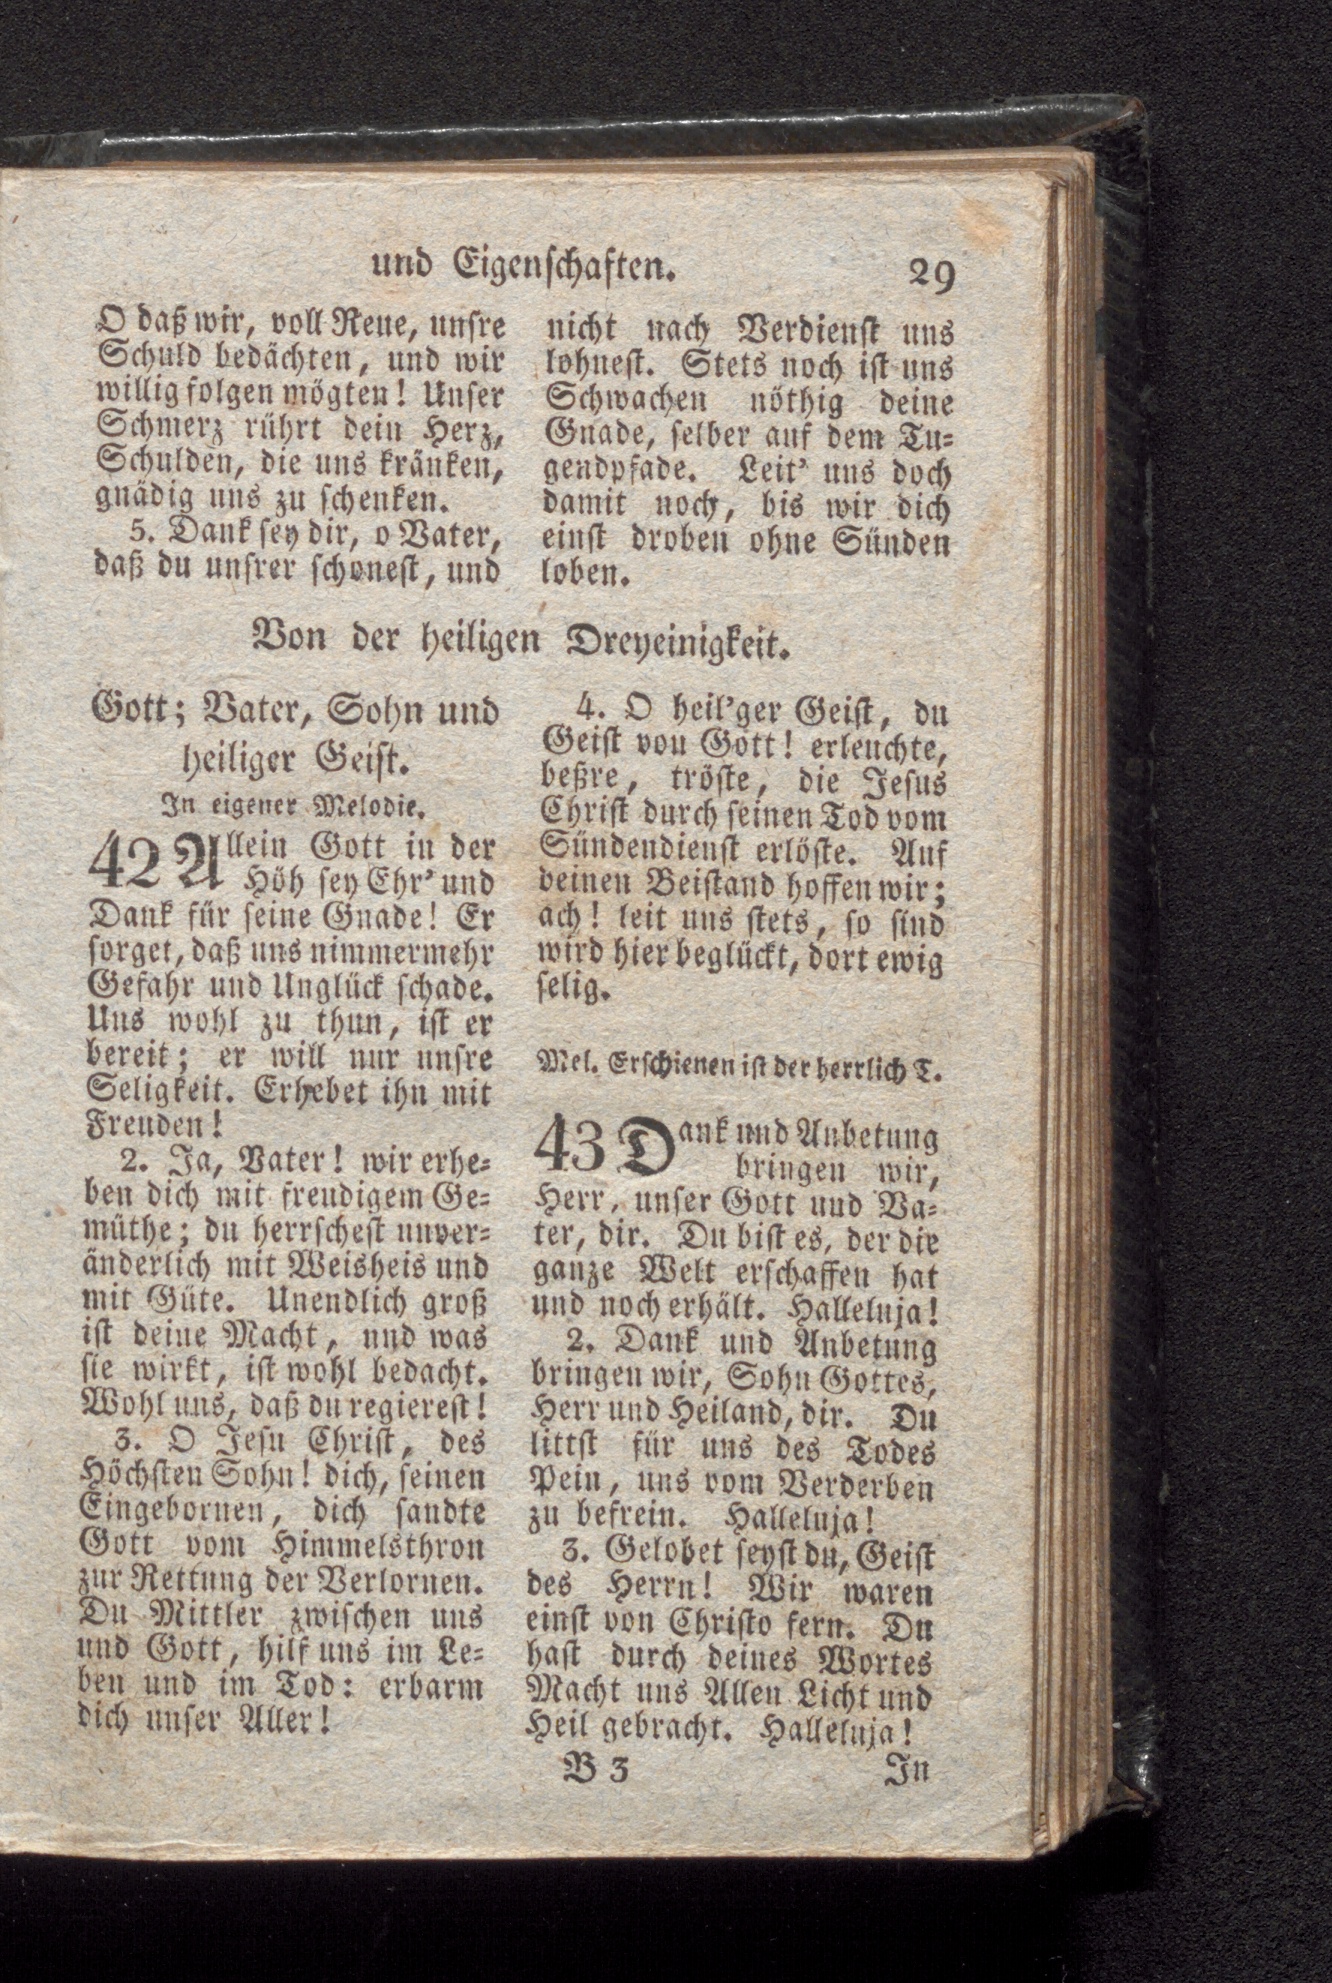 und Eigenschaften. 29
O daß wir, voll Reue, unsre
Schuld bedächten, und wir
willig folgen mögten! Unser
Schmerz rührt dein Herz,
Schulden, die uns kränken,
gnädig uns zu schenken.
5. Dank sey dir, o Vater,
daß du unsrer schonest, und
nicht nach Verdienst uns
lohnest. Stets noch ist uns
Schwachen nöthig deine
Gnade, selber auf dem Tu-
gendpfade. Leit' uns doch
damit noch, bis wir dich
einst droben ohne Sünden
loben.
Von der heiligen Dreyeinigkeit.
Gott; Vater, Sohn und
heiliger Geist.
In eigener Melodie.
42 Allein Gott in der
Höh sey Ehr' und
Dank für seine Gnade! Er
sorget, daß uns nimmermehr
Gefahr und Unglück schade.
Uns wohl zu thun, ist er
bereit; er will nur unsre
Seligkeit. Erhebet ihn mit
Freuden!
2. Ja, Vater! wir erhe-
ben dich mit freudigem Ge-
müthe; du herrschest unver-
änderlich mit Weisheis und
mit Güte. Unendlich groß
ist deine Macht, und was
sie wirkt, ist wohl bedacht.
Wohl uns, daß du regierest!
3. O Jesu Christ, des
Höchsten Sohn! dich, seinen
Eingebornen, dich sandte
Gott vom Himmelsthron
zur Rettung der Verlornen.
Du Mittler zwischen uns
und Gott, hilf uns im Le-
ben und im Tod: erbarm
dich unser Aller!
4. O heil'ger Geist, du
Geist von Gott! erleuchte,
beßre, tröste, die Jesus
Christ durch seinen Tod vom
Sündendienst erlöste. Auf
deinen Beistand hoffen wir;
ach! leit uns stets, so sind
wird hier beglückt, dort ewig
selig.
Mel. Erschienen ist der herrlich T.
43 Dank und Anbetung
bringen wir,
Herr, unser Gott und Va-
ter, dir. Du bist es, der die
ganze Welt erschaffen hat
und noch erhält. Halleluja!
2. Dank und Anbetung
bringen wir, Sohn Gottes,
Herr und Heiland, dir. Du
littst für uns des Todes
Pein, uns vom Verderben
zu befrein. Halleluja!
3. Gelobet seyst du, Geist
des Herrn! Wir waren
einst von Christo fern. Du
hast durch deines Wortes
Macht uns Allen Licht und
Heil gebracht. Halleluja!
B 3 In